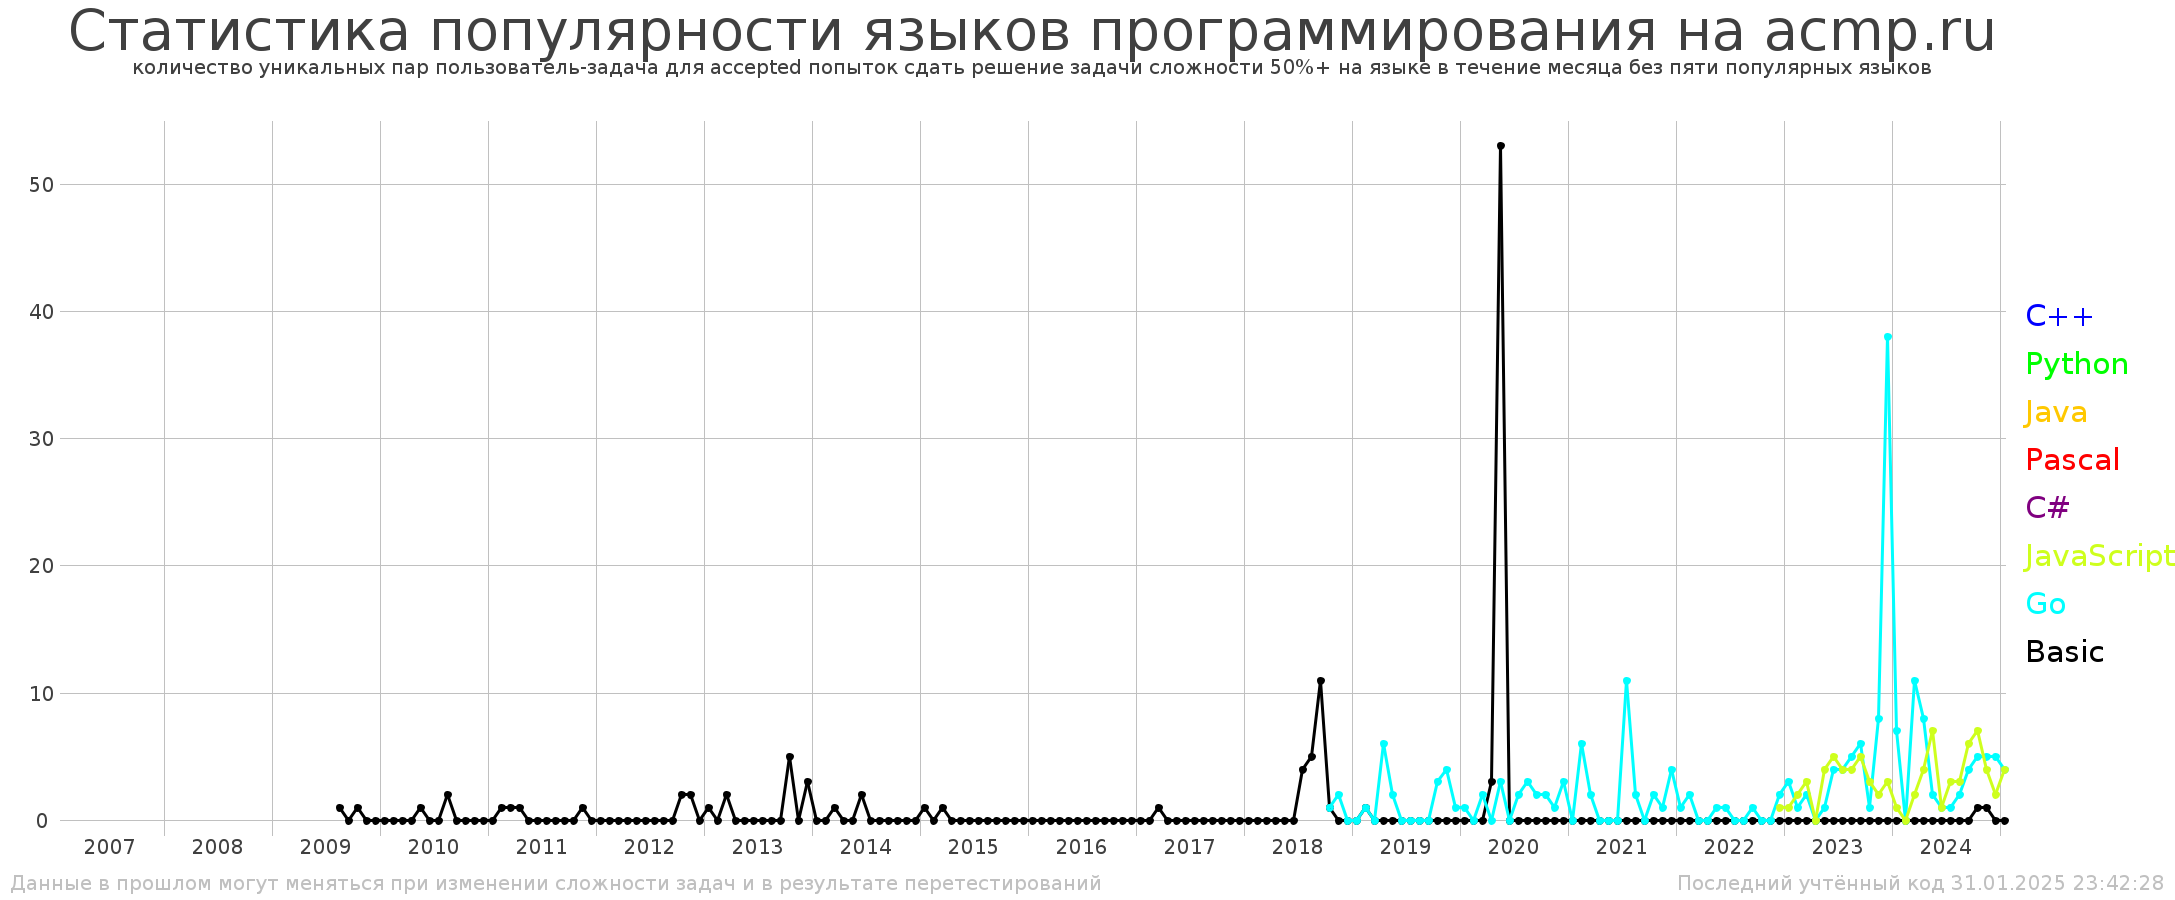 Статистика популярности языков программирования на acmp.ru
количество уникальных пар пользователь-задача для accepted попыток сдать решение задачи сложности 50%+ на языке в течение месяца без пяти популярных языков
50
40
30
20
10
0
C++
Python
Java
Pascal
C#
JavaScript
Go
Basic
2007 2008 2009 2010 2011 2012 2013 2014 2015 2016 2017 2018 2019 2020 2021 2022 2023 2024
Данные в прошлом могут меняться при изменении сложности задач и в результате перетестирований
Последний учтённый код 31.01.2025 23:42:28